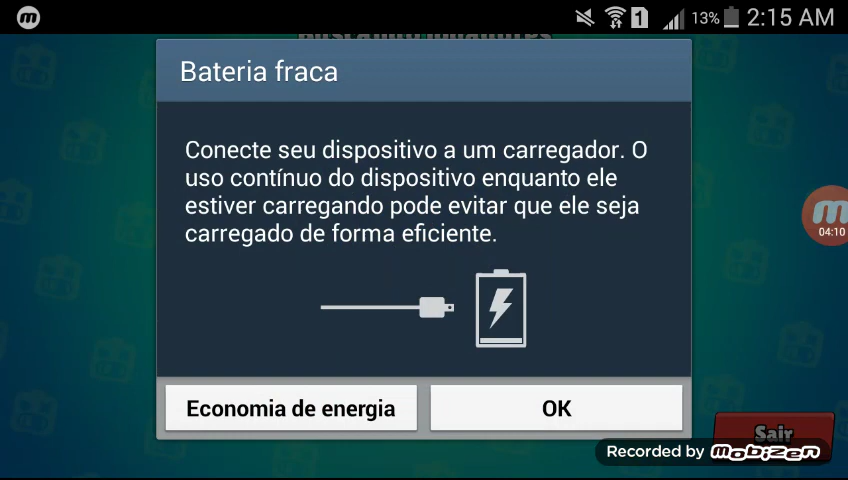 1 13% 2:15 AM
Bateria fraca
Conecte seu dispositivo a um carregador. O
uso contínuo do dispositivo enquanto ele
estiver carregando pode evitar que ele seja
carregado de forma eficiente.
04:10
Economia de energia
OK
Sair
Recorded by mobizen